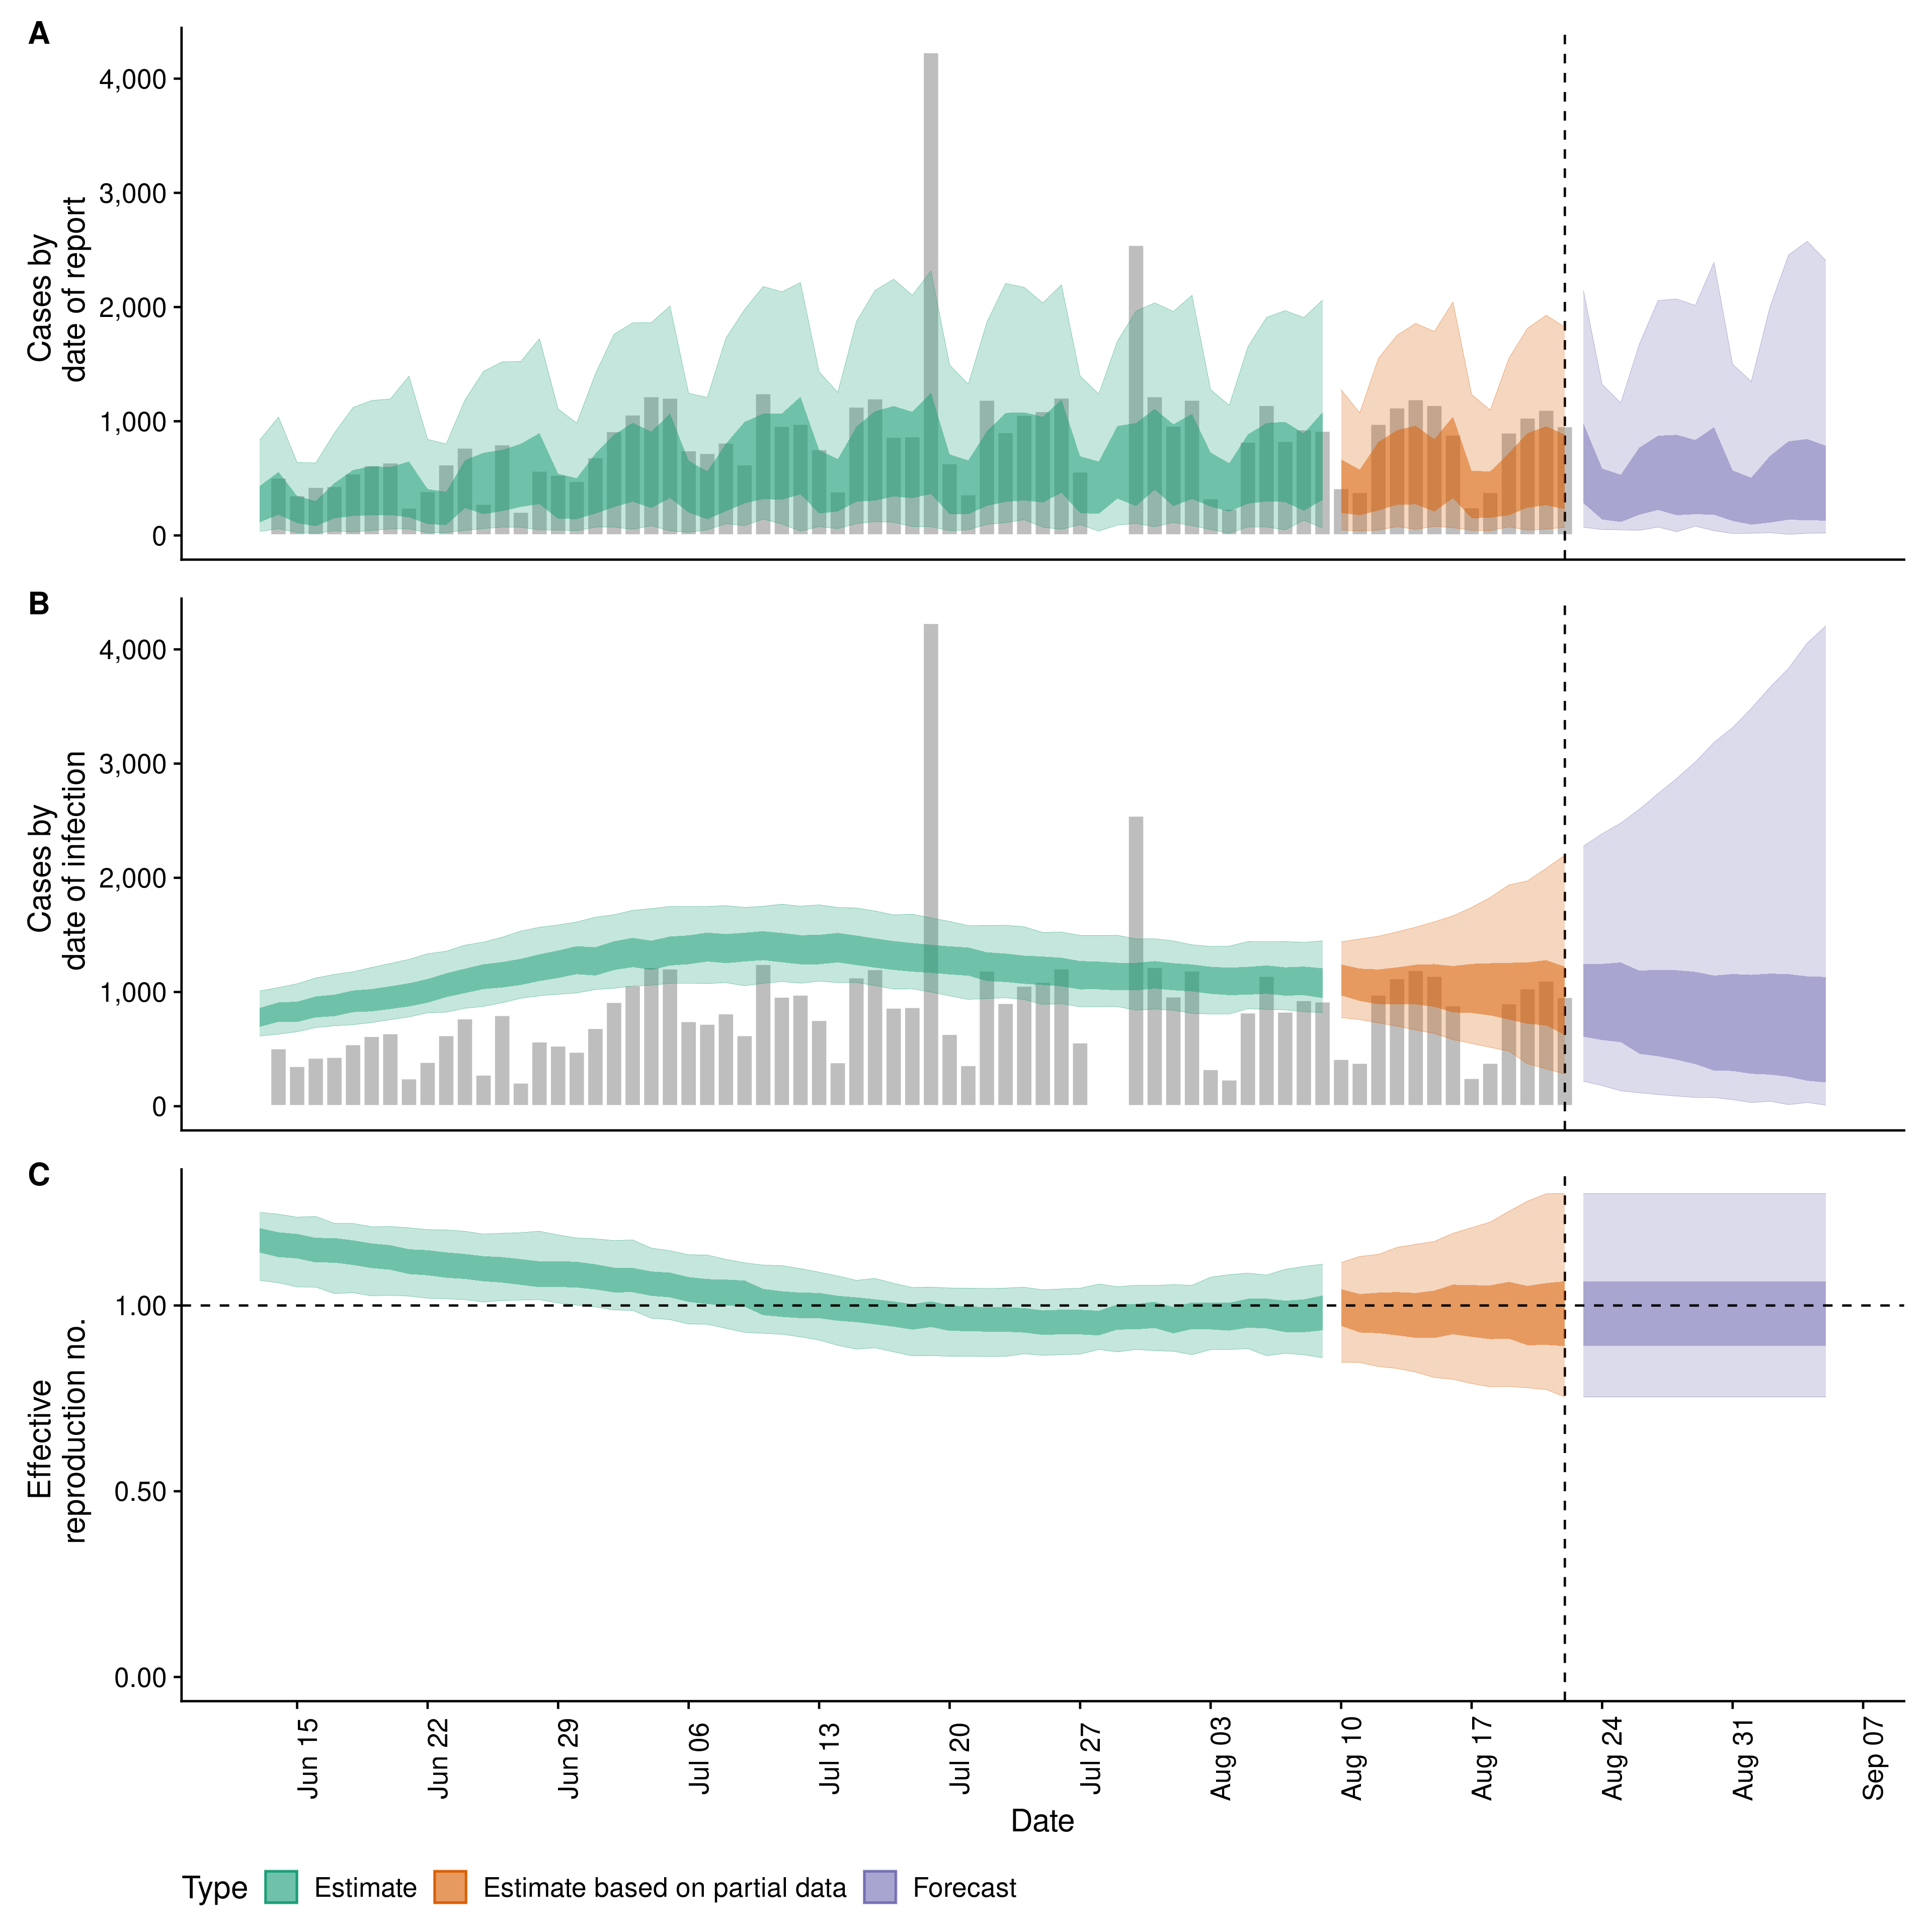 A
4,000
3,000
2,000
1,000
0
Cases by
date of report
B
4,000
3,000
2,000
1,000
0
Cases by
date of infection
C
1.00
0.50
0.00
Effective
reproduction no.
Jun 15
Jun 22
Jun 29
Jul 06
Jul 13
Jul 20
Jul 27
Aug 03
Aug 10
Aug 17
Aug 24
Aug 31
Sep 07
Date
Type Estimate Estimate based on partial data Forecast